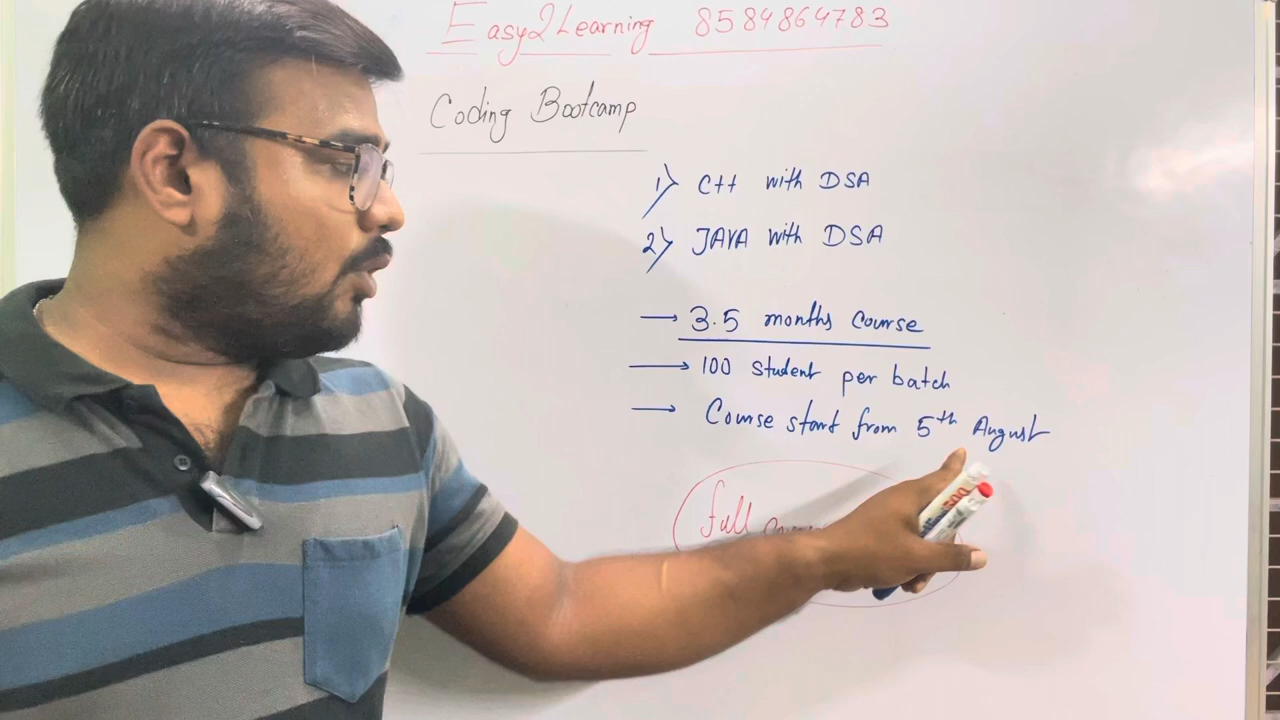 Easy2Learning 8584864783
Coding Bootcamp
1) C++ with DSA
2) JAVA with DSA
→ 3.5 months Course
→ 100 student per batch
→ Course start from 5th August
full